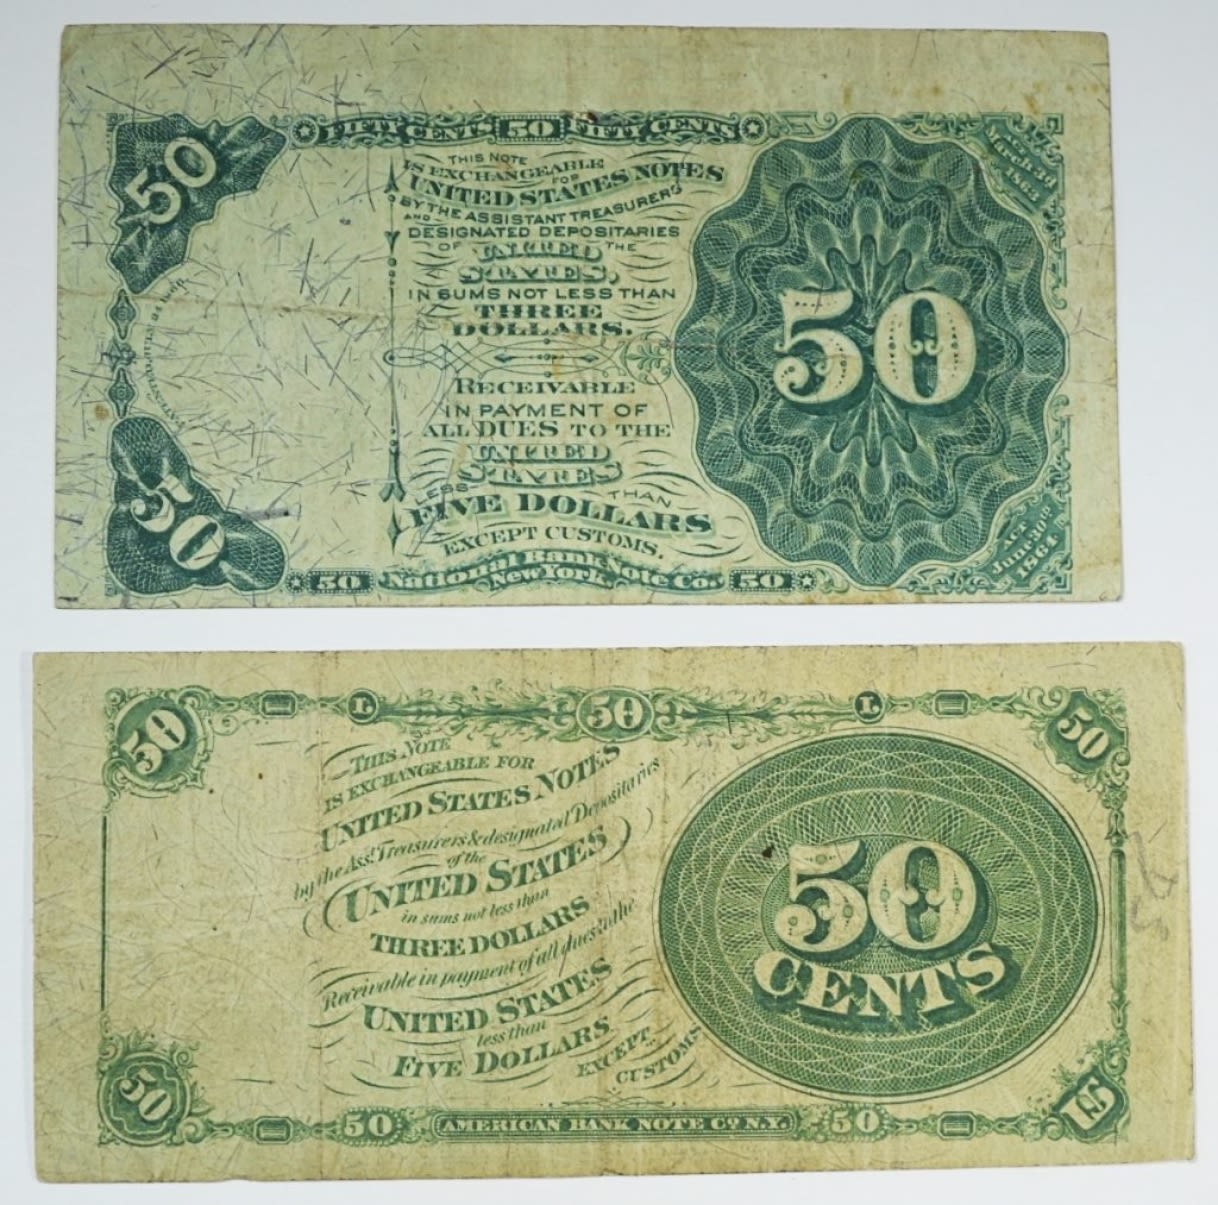 FIFTY CENTS 50 FIFTY CENTS
50
THIS NOTE
IS EXCHANGEABLE
FOR
UNITED STATES NOTES
BY THE ASSISTANT TREASURERS
AND
DESIGNATED DEPOSITARIES
OF THE
UNITED
STATES,
IN SUMS NOT LESS THAN
THREE
DOLLARS.
RECEIVABLE
IN PAYMENT OF
ALL DUES TO THE
UNITED
STATES
LESS THAN
FIVE DOLLARS
EXCEPT CUSTOMS.
50
50
Act
March 3rd
1863
Act
June 30th
1864
50 National Bank Note Co. 50
New York.
50 L 50 L 50
THIS NOTE
IS EXCHANGEABLE FOR
UNITED STATES NOTES
by the Asst. Treasurers & designated Depositaries
of the
UNITED STATES
in sums not less than
THREE DOLLARS
Receivable in payment of all dues to the
UNITED STATES
less than
FIVE DOLLARS
EXCEPT
CUSTOMS
50
CENTS
50
50 AMERICAN BANK NOTE CO. N.Y. 50